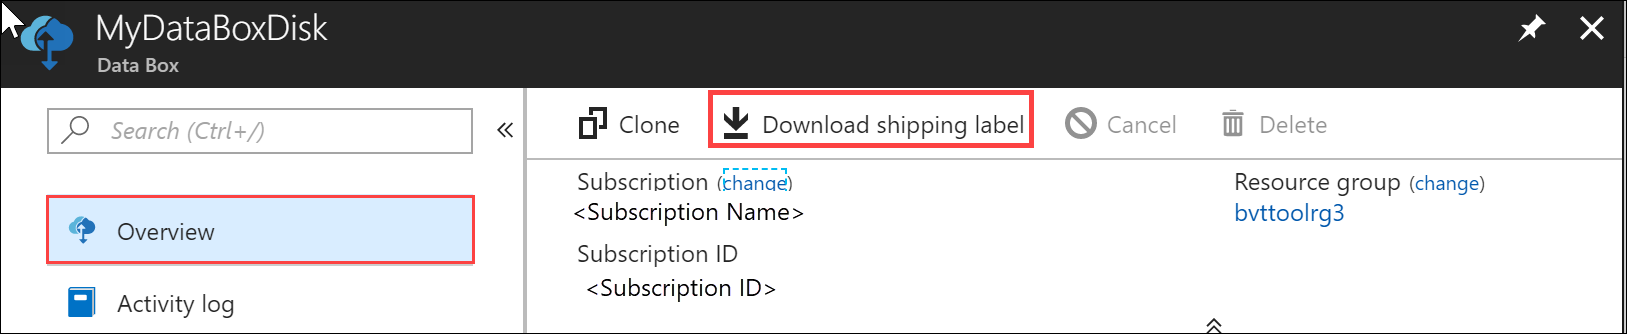 MyDataBoxDisk
Data Box
Search (Ctrl+/)
«
Clone
Download shipping label
Cancel
Delete
Overview
Activity log
Subscription (change)
<Subscription Name>
Subscription ID
<Subscription ID>
Resource group (change)
bvttoolrg3